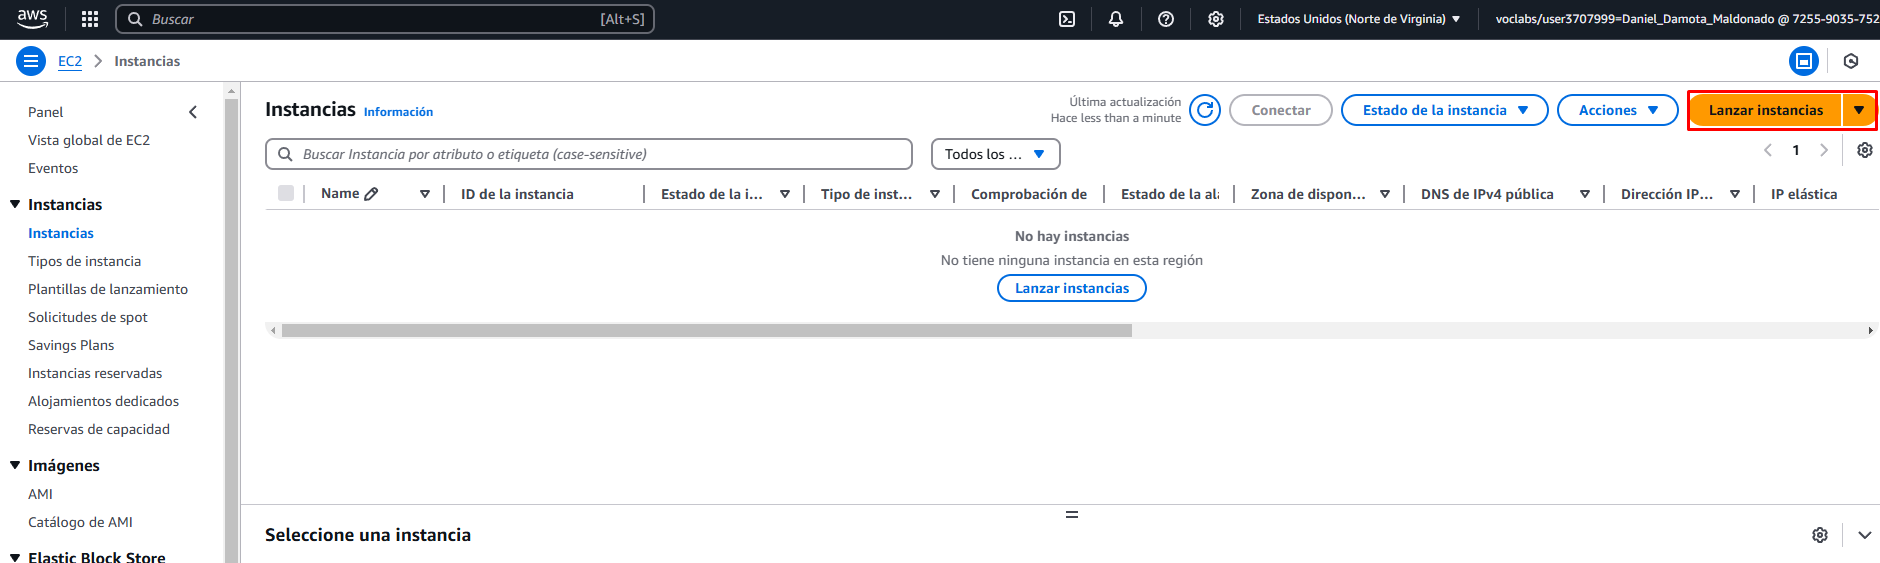 aws
Buscar [Alt+S]
Estados Unidos (Norte de Virginia)
voclabs/user3707999=Daniel_Damota_Maldonado @ 7255-9035-752
EC2 > Instancias
Panel
Vista global de EC2
Eventos
Instancias
Instancias
Tipos de instancia
Plantillas de lanzamiento
Solicitudes de spot
Savings Plans
Instancias reservadas
Alojamientos dedicados
Reservas de capacidad
Imágenes
AMI
Catálogo de AMI
Elastic Block Store
Instancias Información
Última actualización
Hace less than a minute
Conectar
Estado de la instancia
Acciones
Lanzar instancias
Buscar Instancia por atributo o etiqueta (case-sensitive)
Todos los ...
1
Name ID de la instancia Estado de la i... Tipo de inst... Comprobación de Estado de la al Zona de dispon... DNS de IPv4 pública Dirección IP... IP elástica
No hay instancias
No tiene ninguna instancia en esta región
Lanzar instancias
Seleccione una instancia